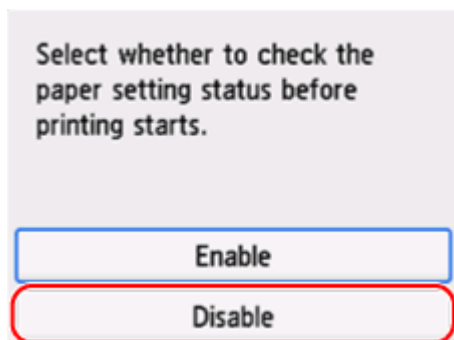 Select whether to check the
paper setting status before
printing starts.
Enable
Disable